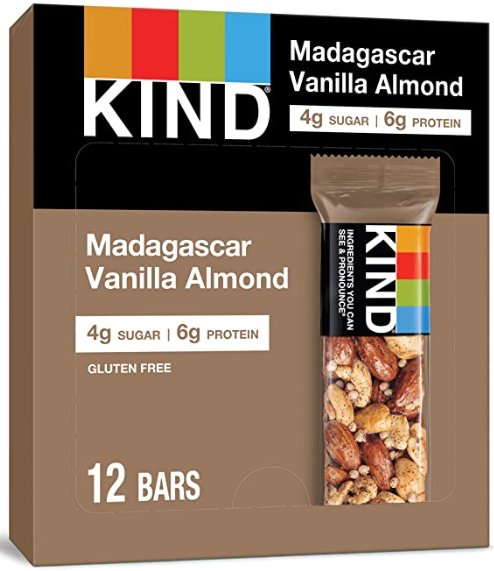 KIND®
Madagascar
Vanilla Almond
4g SUGAR | 6g PROTEIN
Madagascar
Vanilla Almond
4g SUGAR | 6g PROTEIN
GLUTEN FREE
12 BARS
KIND
INGREDIENTS YOU CAN
SEE & PRONOUNCE®